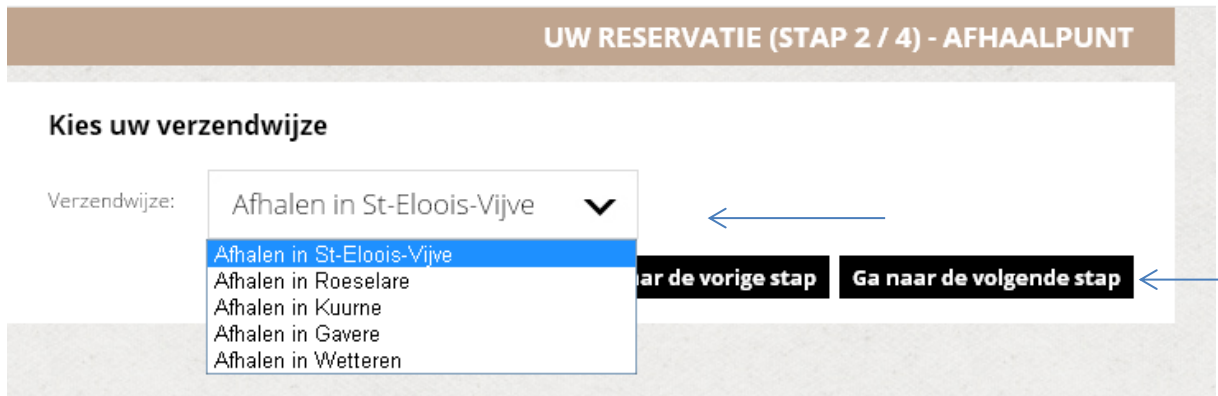 UW RESERVATIE (STAP 2 / 4) - AFHAALPUNT
Kies uw verzendwijze
Verzendwijze:
Afhalen in St-Eloois-Vijve
Afhalen in St-Eloois-Vijve
Afhalen in Roeselare
Afhalen in Kuurne
Afhalen in Gavere
Afhalen in Wetteren
de vorige stap
Ga naar de volgende stap